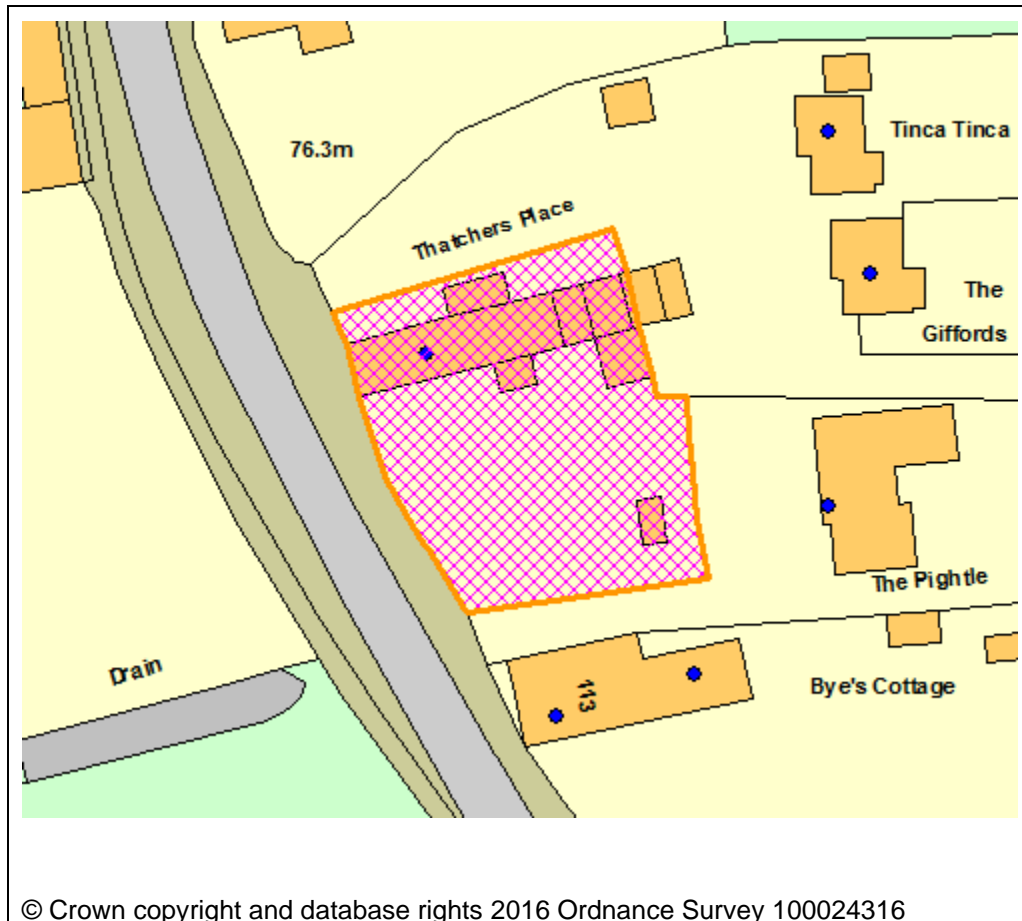 Tinca Tinca
76.3m
Thatchers Place
The
Giffords
The Pightle
Drain
113
Bye's Cottage
© Crown copyright and database rights 2016 Ordnance Survey 100024316